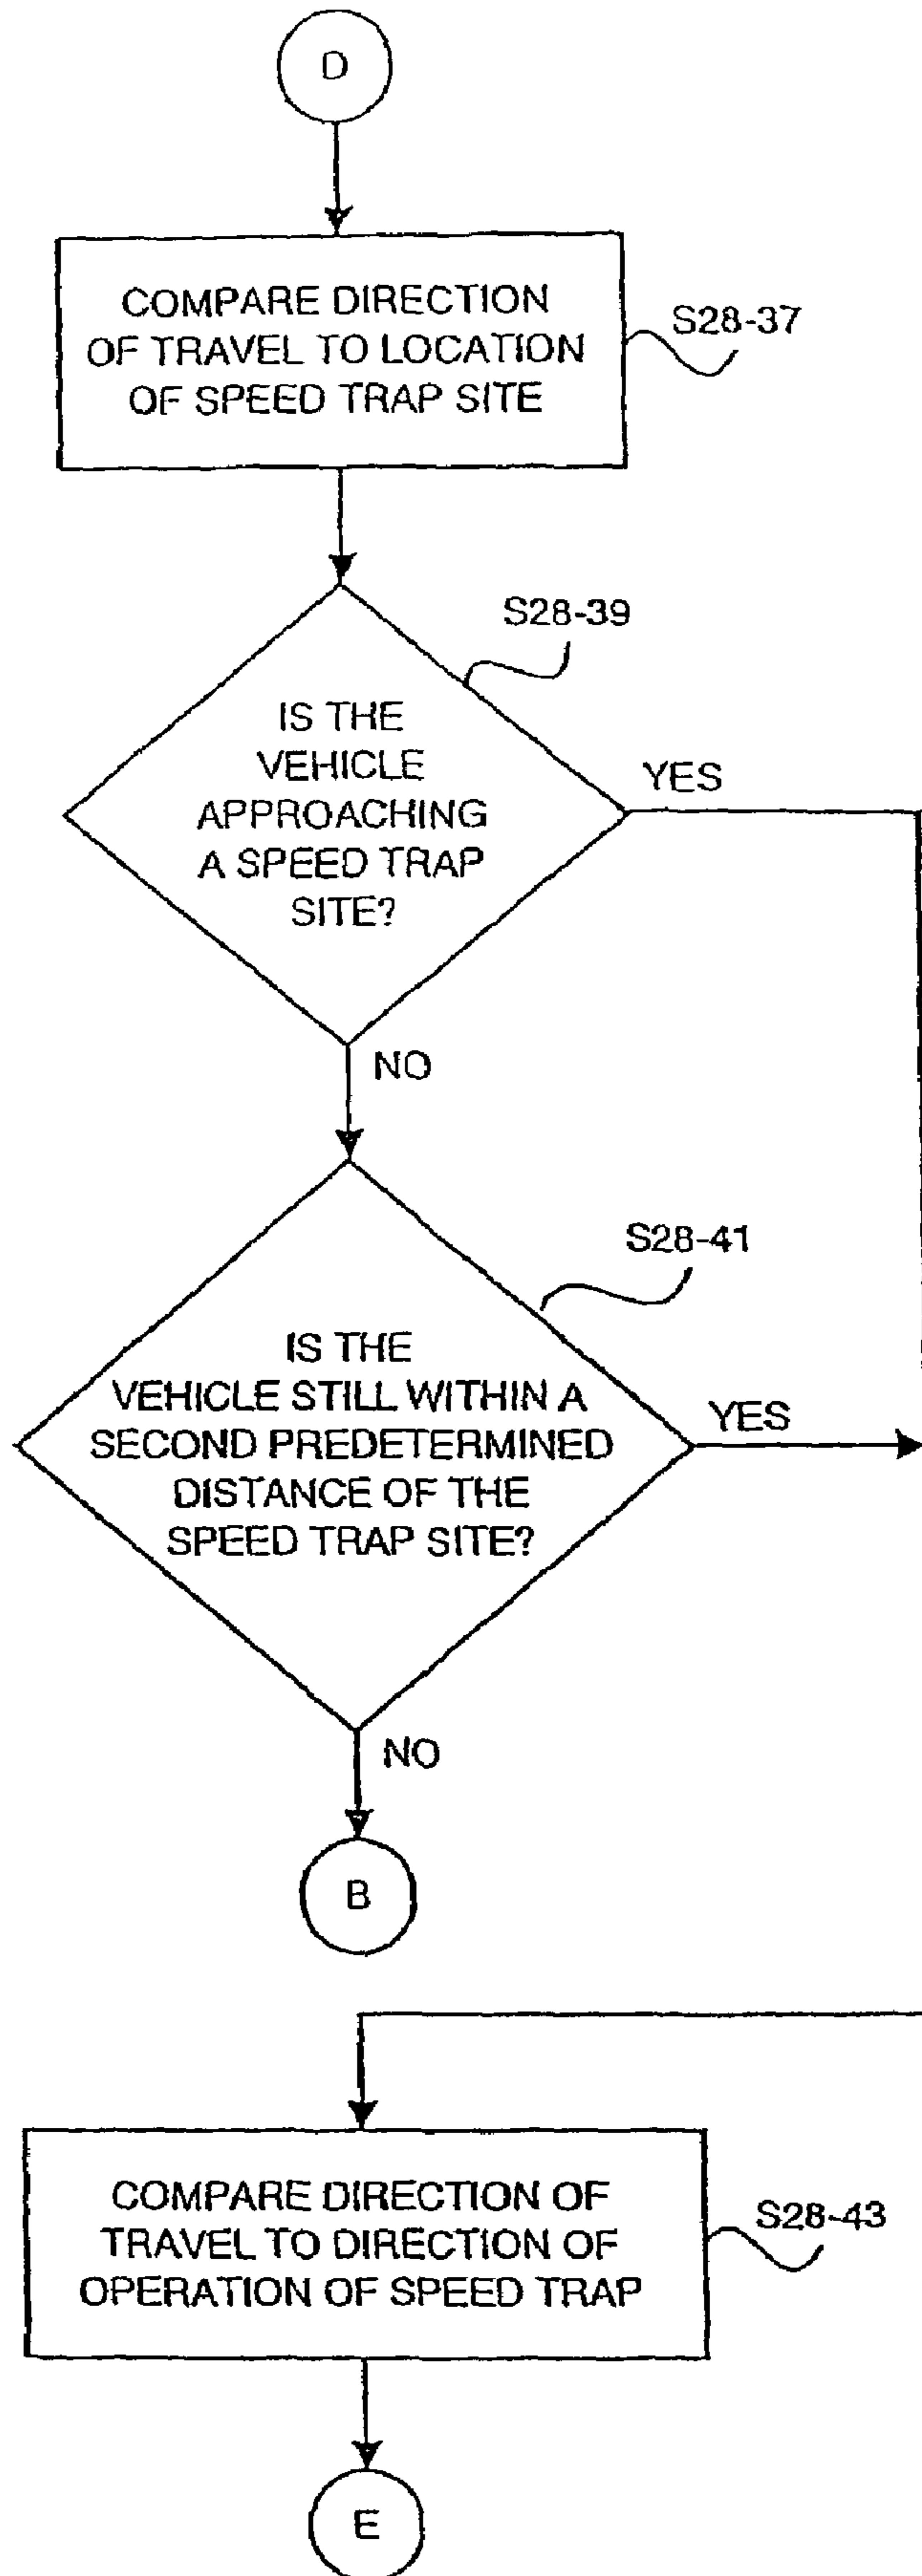 D
COMPARE DIRECTION
OF TRAVEL TO LOCATION
OF SPEED TRAP SITE
S28-37
S28-39
IS THE
VEHICLE
APPROACHING
A SPEED TRAP
SITE?
YES
NO
S28-41
IS THE
VEHICLE STILL WITHIN A
SECOND PREDETERMINED
DISTANCE OF THE
SPEED TRAP SITE?
YES
NO
B
COMPARE DIRECTION OF
TRAVEL TO DIRECTION OF
OPERATION OF SPEED TRAP
S28-43
E